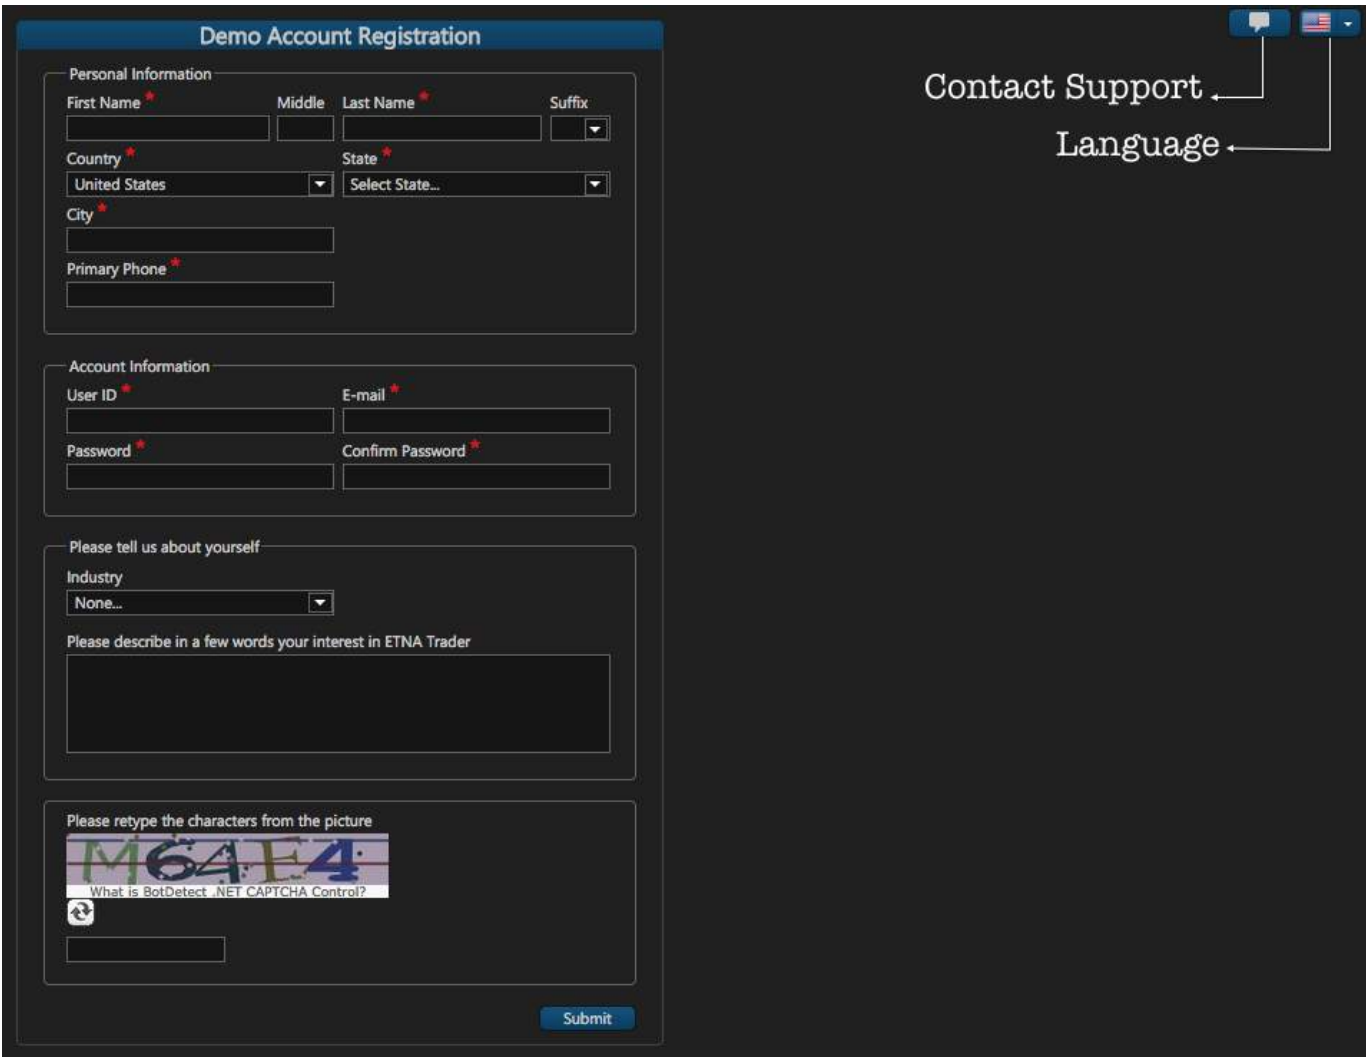 Demo Account Registration
Contact Support
Language
Personal Information
First Name * Middle Last Name * Suffix
Country * State *
United States Select State...
City *
Primary Phone *
Account Information
User ID * E-mail *
Password * Confirm Password *
Please tell us about yourself
Industry
None...
Please describe in a few words your interest in ETNA Trader
Please retype the characters from the picture
M64E4
What is BotDetect .NET CAPTCHA Control?
Submit